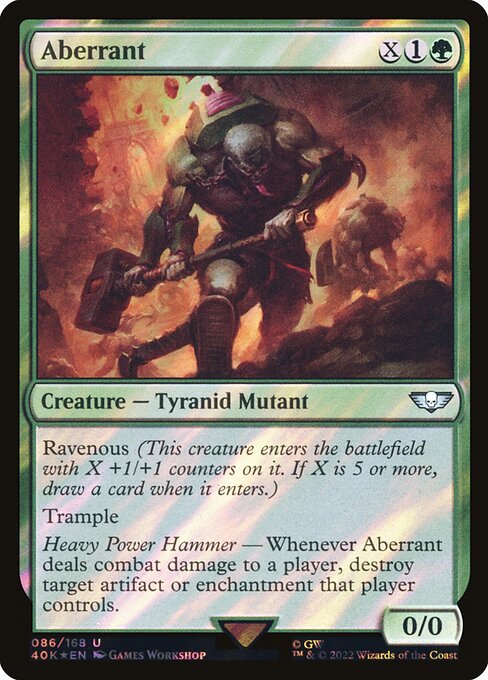 Aberrant X 1
Creature — Tyranid Mutant
Ravenous (This creature enters the battlefield
with X +1/+1 counters on it. If X is 5 or more,
draw a card when it enters.)
Trample
Heavy Power Hammer — Whenever Aberrant
deals combat damage to a player, destroy
target artifact or enchantment that player
controls.
0/0
086/168 U
40K★EN Games Workshop
© GW
™ & © 2022 Wizards of the Coast